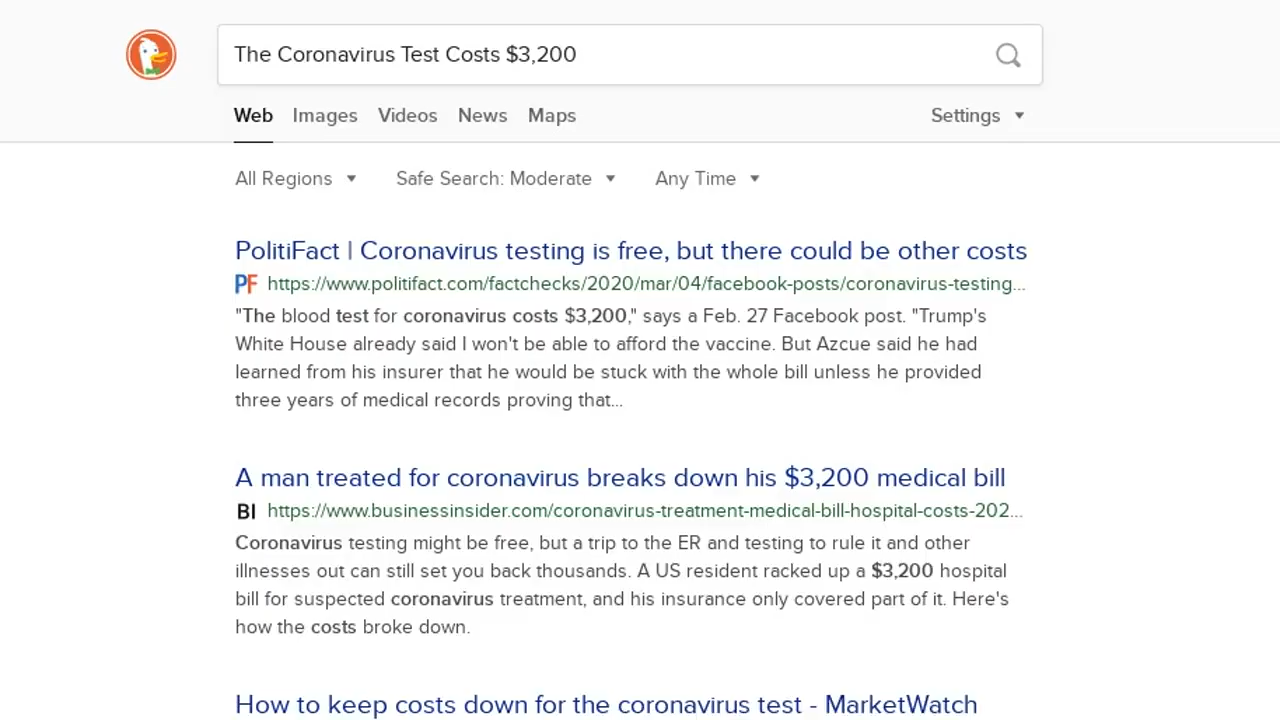 The Coronavirus Test Costs $3,200
Web Images Videos News Maps Settings
All Regions Safe Search: Moderate Any Time
PolitiFact | Coronavirus testing is free, but there could be other costs
PF https://www.politifact.com/factchecks/2020/mar/04/facebook-posts/coronavirus-testing...
"The blood test for coronavirus costs $3,200," says a Feb. 27 Facebook post. "Trump's
White House already said I won't be able to afford the vaccine. But Azcue said he had
learned from his insurer that he would be stuck with the whole bill unless he provided
three years of medical records proving that...
A man treated for coronavirus breaks down his $3,200 medical bill
BI https://www.businessinsider.com/coronavirus-treatment-medical-bill-hospital-costs-202...
Coronavirus testing might be free, but a trip to the ER and testing to rule it and other
illnesses out can still set you back thousands. A US resident racked up a $3,200 hospital
bill for suspected coronavirus treatment, and his insurance only covered part of it. Here's
how the costs broke down.
How to keep costs down for the coronavirus test - MarketWatch